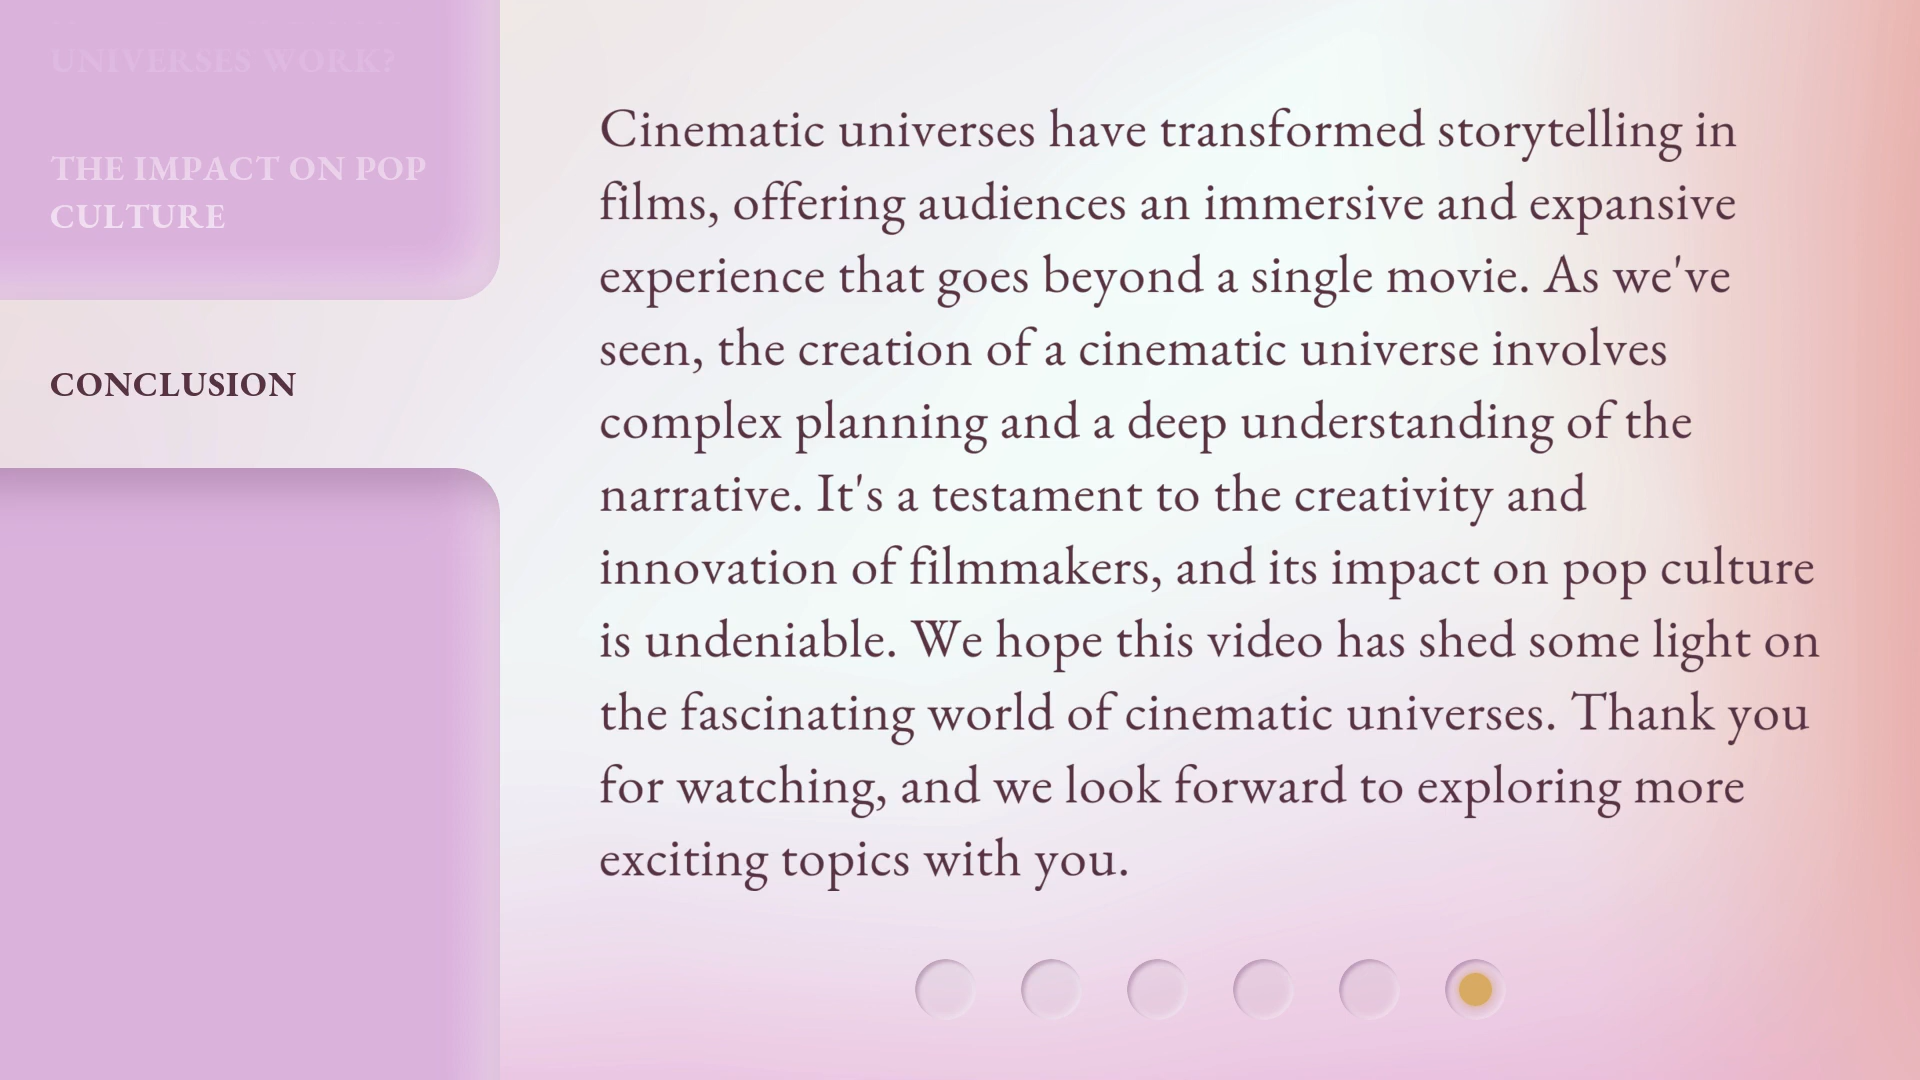 UNIVERSES WORK?
THE IMPACT ON POP
CULTURE
CONCLUSION
Cinematic universes have transformed storytelling in
films, offering audiences an immersive and expansive
experience that goes beyond a single movie. As we've
seen, the creation of a cinematic universe involves
complex planning and a deep understanding of the
narrative. It's a testament to the creativity and
innovation of filmmakers, and its impact on pop culture
is undeniable. We hope this video has shed some light on
the fascinating world of cinematic universes. Thank you
for watching, and we look forward to exploring more
exciting topics with you.